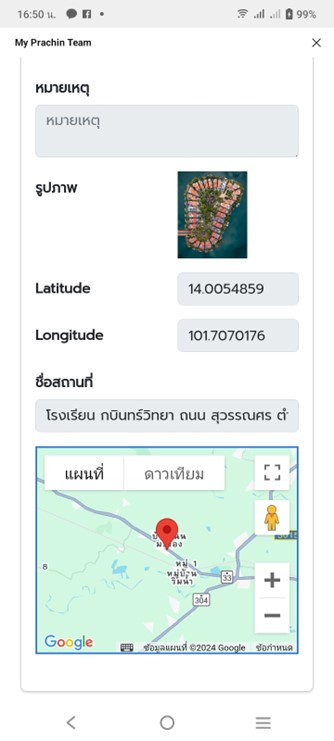 16:50 น.
99%
My Prachin Team
หมายเหตุ
หมายเหตุ
รูปภาพ
Latitude
14.0054859
Longitude
101.7070176
ชื่อสถานที่
โรงเรียน กบินทร์วิทยา ถนน สุวรรณศร ตํา
แผนที่
ดาวเทียม
8
หมู่ 1
หมู่บ้าน
ริมน้ำ
33
304
Google
ข้อมูลแผนที่ ©2024 Google
ข้อกำหนด